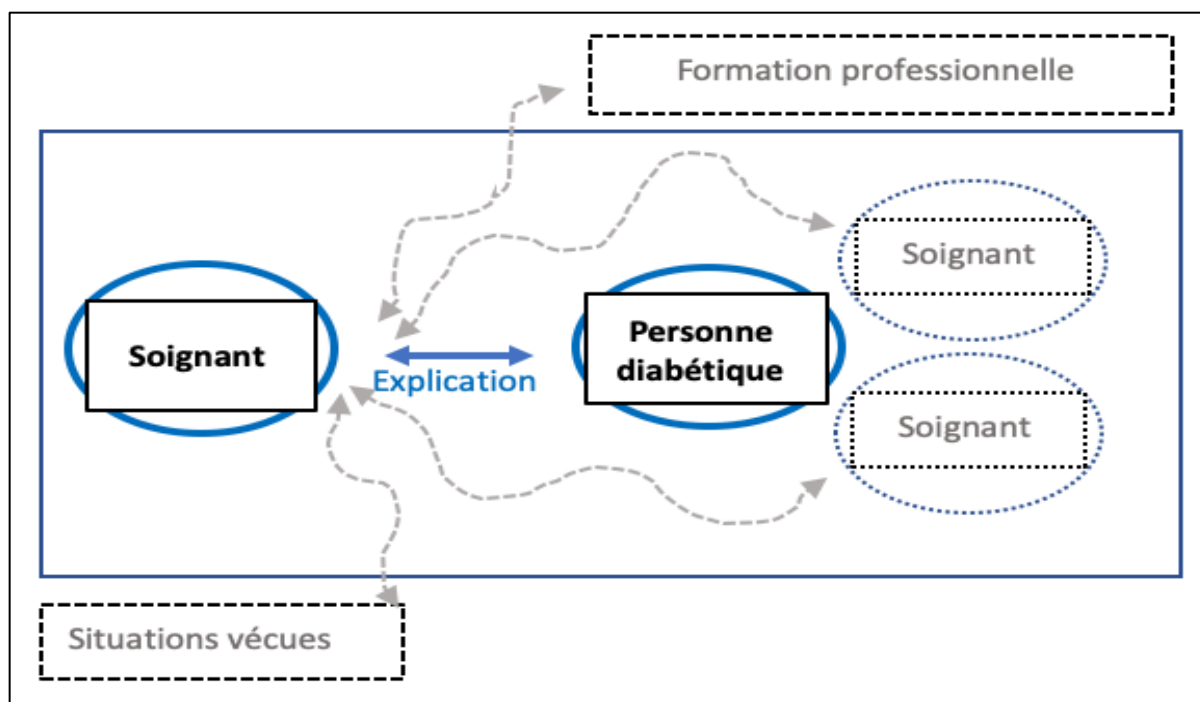 Formation professionnelle
Soignant
Soignant
Personne
diabétique
Explication
Soignant
Situations vécues